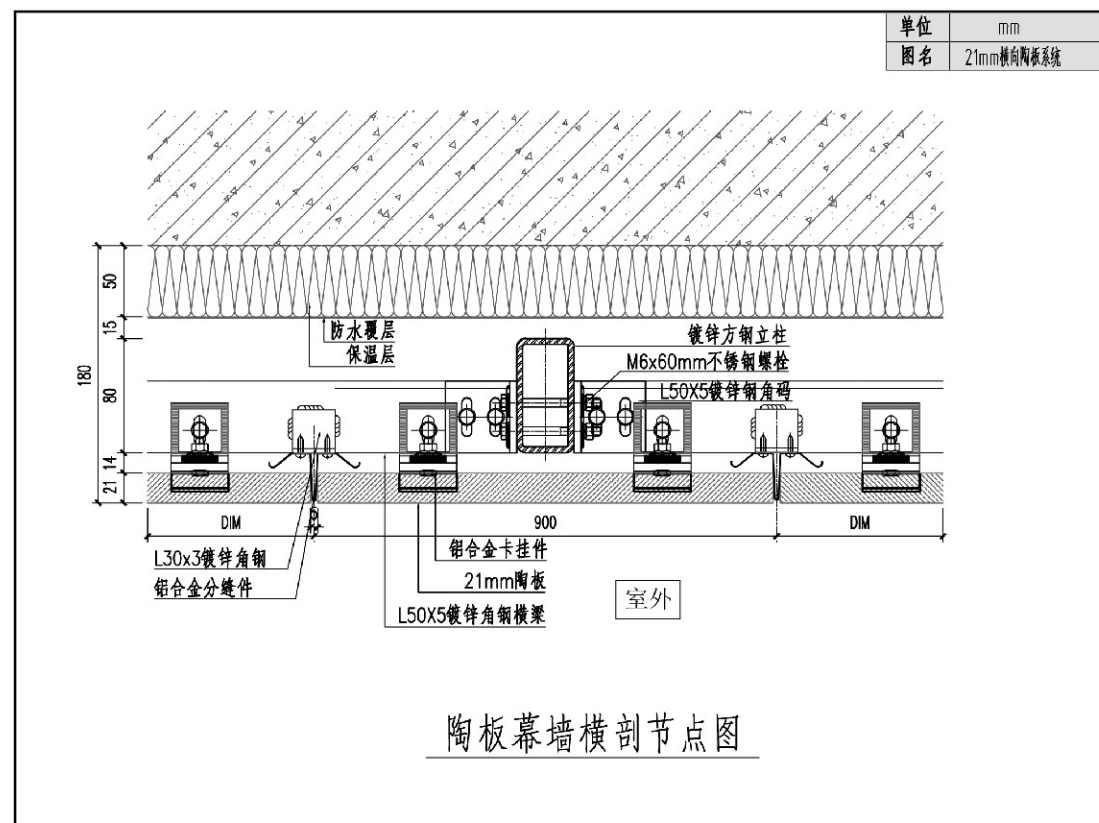 单位 mm
图名 21mm横向陶板系统
50
15
180
80
14
21
防水覆层
保温层
镀锌方钢立柱
M6x60mm不锈钢螺栓
L50X5镀锌钢角码
DIM
900
DIM
L30x3镀锌角钢
铝合金分缝件
铝合金卡挂件
21mm陶板
L50X5镀锌角钢横梁
室外
陶板幕墙横剖节点图